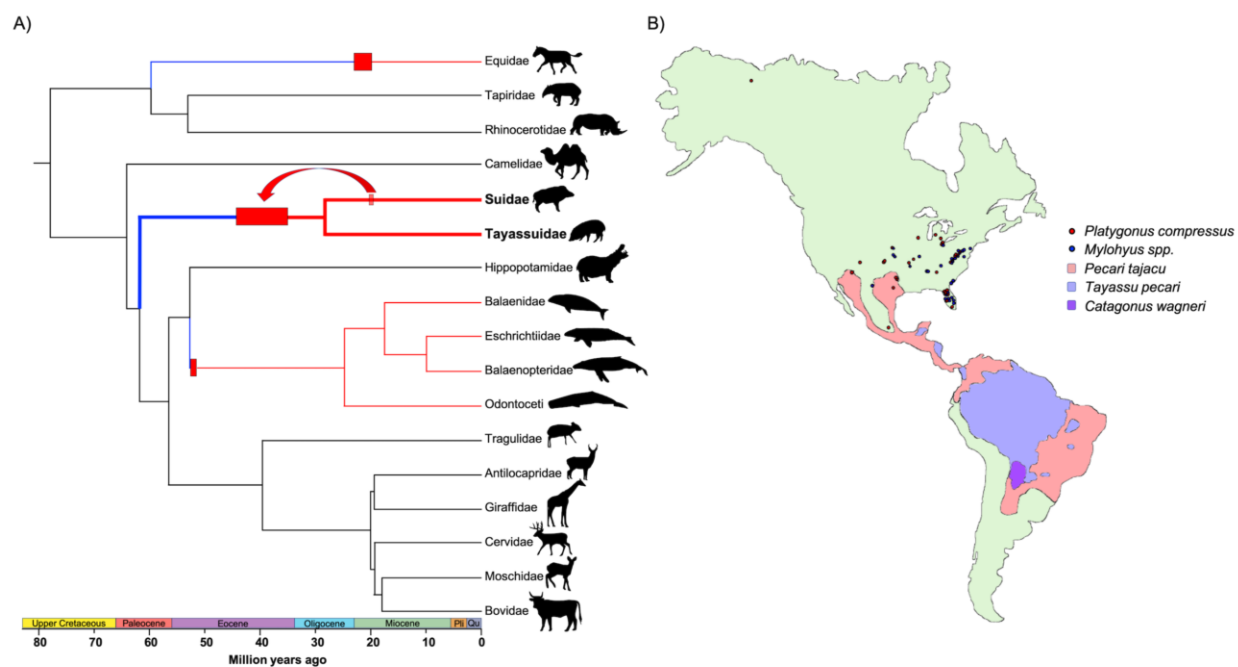 A)
B)
Equidae
Tapiridae
Rhinocerotidae
Camelidae
Suidae
Tayassuidae
Hippopotamidae
Balaenidae
Eschrichtiidae
Balaenopteridae
Odontoceti
Tragulidae
Antilocapridae
Giraffidae
Cervidae
Moschidae
Bovidae
Upper Cretaceous Paleocene Eocene Oligocene Miocene Pli Qu
80 70 60 50 40 30 20 10 0
Million years ago
Platygonus compressus
Mylohyus spp.
Pecari tajacu
Tayassu pecari
Catagonus wagneri